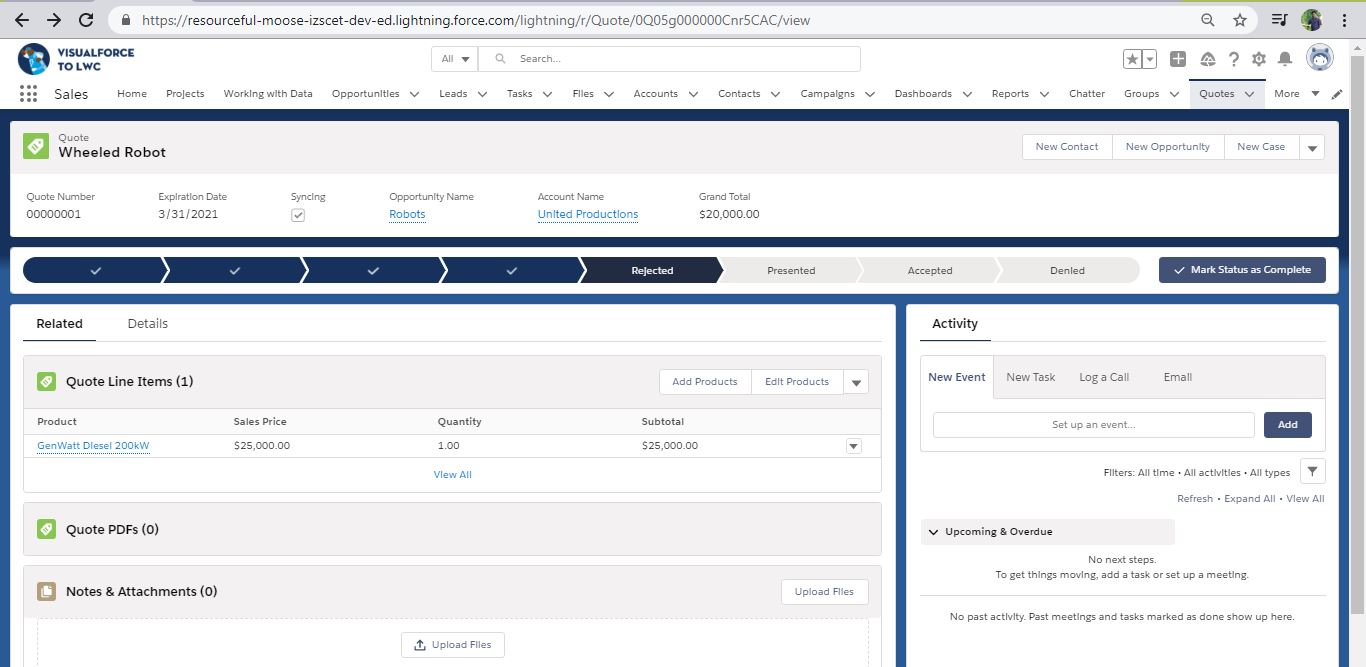 https://resourceful-moose-izscet-dev-ed.lightning.force.com/lightning/r/Quote/0Q05g000000Cnr5CAC/view
VISUALFORCE
TO LWC
All
Search...
Sales
Home Projects Working with Data Opportunities Leads Tasks Files Accounts Contacts Campaigns Dashboards Reports Chatter Groups Quotes More
Quote
Wheeled Robot
New Contact New Opportunity New Case
Quote Number Expiration Date Syncing Opportunity Name Account Name Grand Total
00000001 3/31/2021 Robots United Productions $20,000.00
Rejected Presented Accepted Denied Mark Status as Complete
Related Details
Quote Line Items (1)
Add Products Edit Products
Product Sales Price Quantity Subtotal
GenWatt Diesel 200kW $25,000.00 1.00 $25,000.00
View All
Quote PDFs (0)
Notes & Attachments (0)
Upload Files
Upload Files
Activity
New Event New Task Log a Call Email
Set up an event... Add
Filters: All time • All activities • All types
Refresh • Expand All • View All
Upcoming & Overdue
No next steps.
To get things moving, add a task or set up a meeting.
No past activity. Past meetings and tasks marked as done show up here.